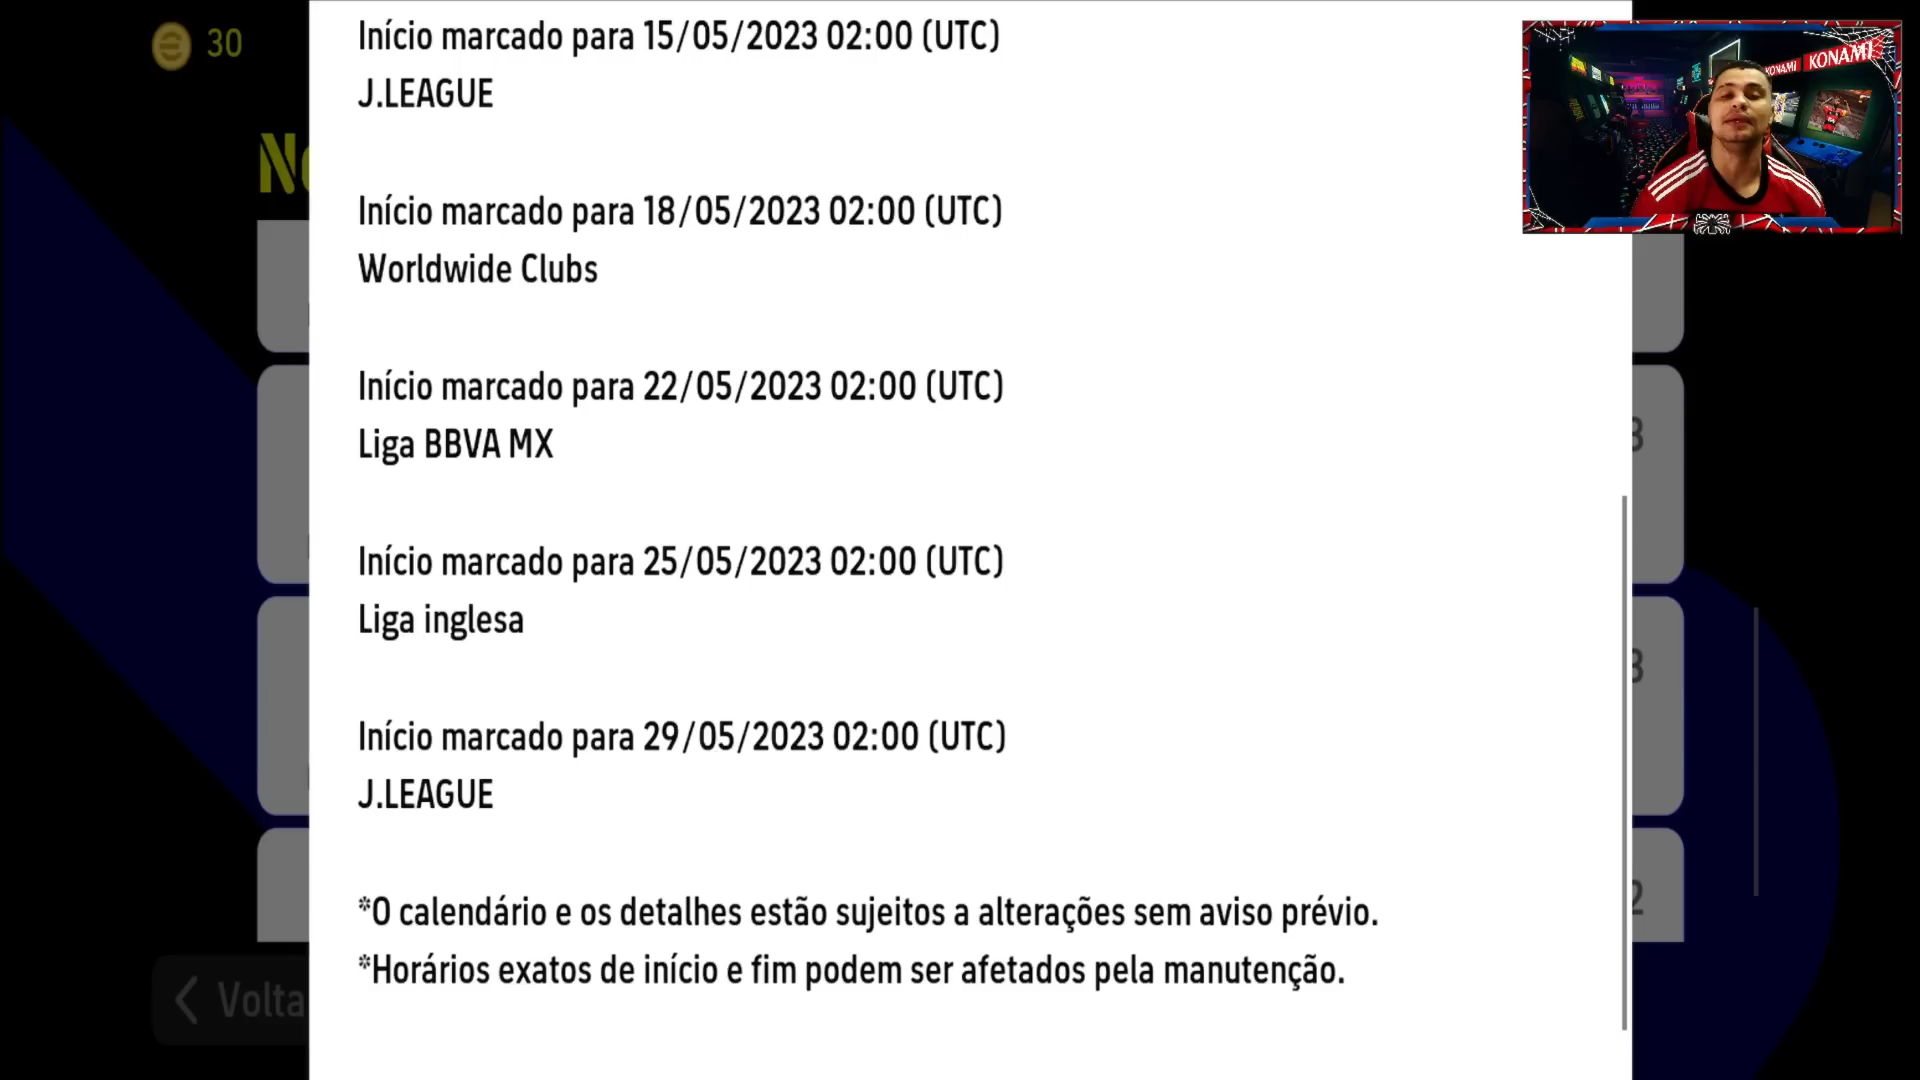 30
Início marcado para 15/05/2023 02:00 (UTC)
J.LEAGUE
KONAMI
KONAMI
Início marcado para 18/05/2023 02:00 (UTC)
Worldwide Clubs
Início marcado para 22/05/2023 02:00 (UTC)
Liga BBVA MX
Início marcado para 25/05/2023 02:00 (UTC)
Liga inglesa
Início marcado para 29/05/2023 02:00 (UTC)
J.LEAGUE
*O calendário e os detalhes estão sujeitos a alterações sem aviso prévio.
*Horários exatos de início e fim podem ser afetados pela manutenção.
Volta